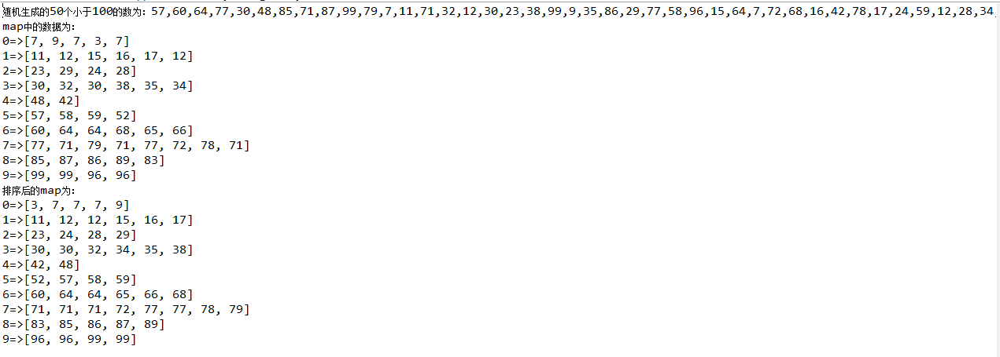 随机生成的50个小于100的数为：57,60,64,77,30,48,85,71,87,99,79,7,11,71,32,12,30,23,38,99,9,35,86,29,77,58,96,15,64,7,72,68,16,42,78,17,24,59,12,28,34
map中的数据为：
0=>[7, 9, 7, 3, 7]
1=>[11, 12, 15, 16, 17, 12]
2=>[23, 29, 24, 28]
3=>[30, 32, 30, 38, 35, 34]
4=>[48, 42]
5=>[57, 58, 59, 52]
6=>[60, 64, 64, 68, 65, 66]
7=>[77, 71, 79, 71, 77, 72, 78, 71]
8=>[85, 87, 86, 89, 83]
9=>[99, 99, 96, 96]
排序后的map为：
0=>[3, 7, 7, 7, 9]
1=>[11, 12, 12, 15, 16, 17]
2=>[23, 24, 28, 29]
3=>[30, 30, 32, 34, 35, 38]
4=>[42, 48]
5=>[52, 57, 58, 59]
6=>[60, 64, 64, 65, 66, 68]
7=>[71, 71, 71, 72, 77, 77, 78, 79]
8=>[83, 85, 86, 87, 89]
9=>[96, 96, 99, 99]